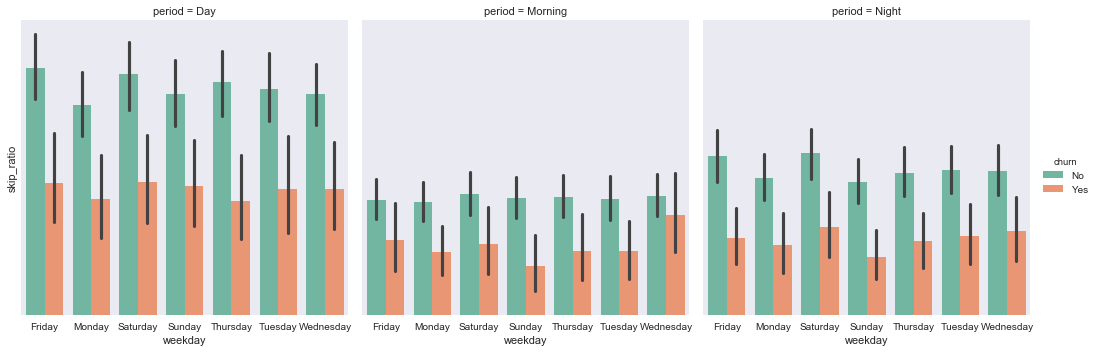 period = Day
period = Morning
period = Night
skip_ratio
churn
No
Yes
Friday Monday Saturday Sunday Thursday Tuesday Wednesday
Friday Monday Saturday Sunday Thursday Tuesday Wednesday
Friday Monday Saturday Sunday Thursday Tuesday Wednesday
weekday
weekday
weekday